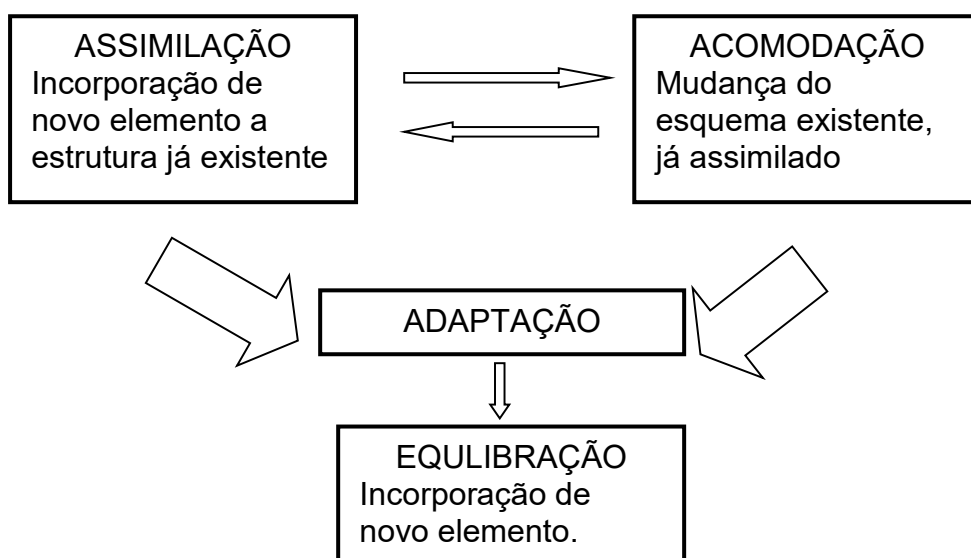 ASSIMILAÇÃO
Incorporação de
novo elemento a
estrutura já existente
ACOMODAÇÃO
Mudança do
esquema existente,
já assimilado
ADAPTAÇÃO
EQULIBRAÇÃO
Incorporação de
novo elemento.